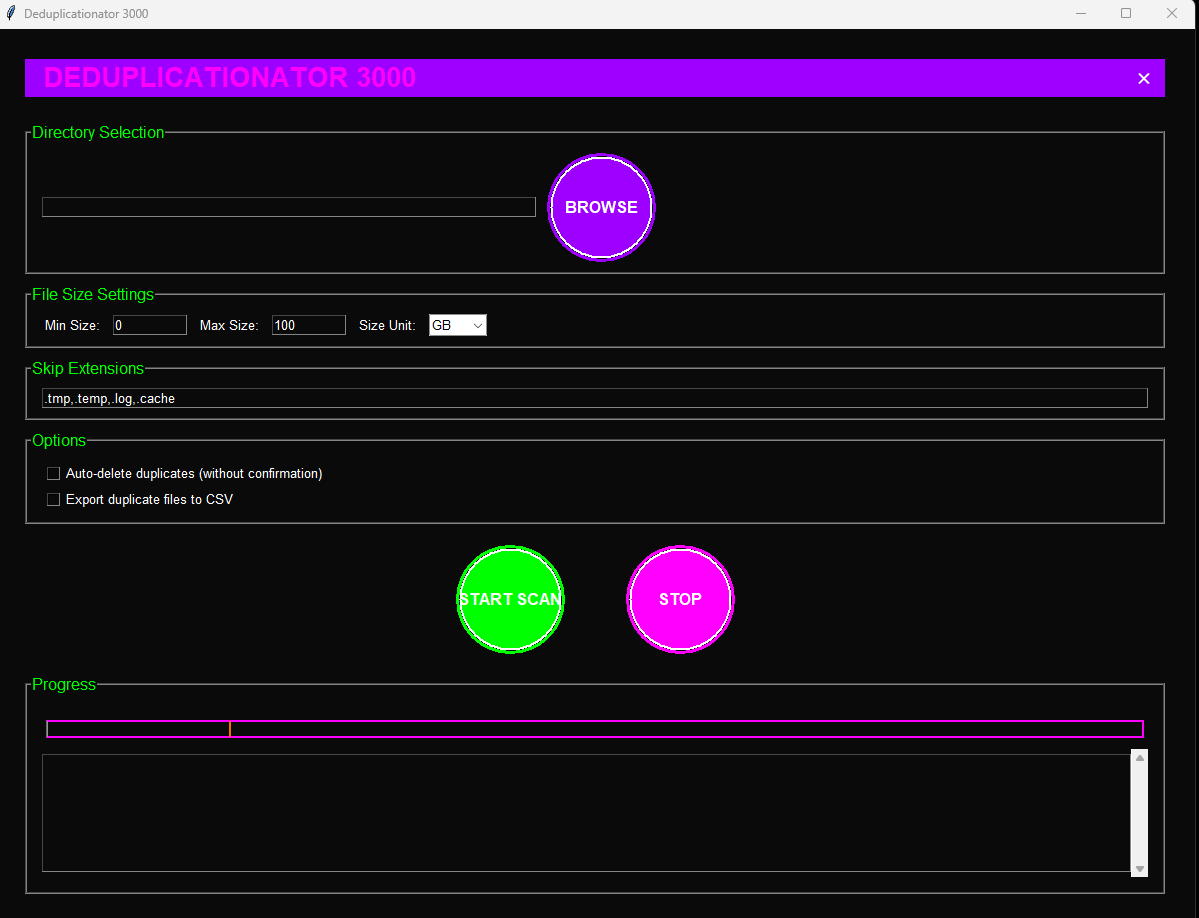 Deduplicationator 3000
DEDUPLICATIONATOR 3000 ×
Directory Selection
BROWSE
File Size Settings
Min Size: 0 Max Size: 100 Size Unit: GB
Skip Extensions
.tmp,.temp,.log,.cache
Options
Auto-delete duplicates (without confirmation)
Export duplicate files to CSV
START SCAN STOP
Progress